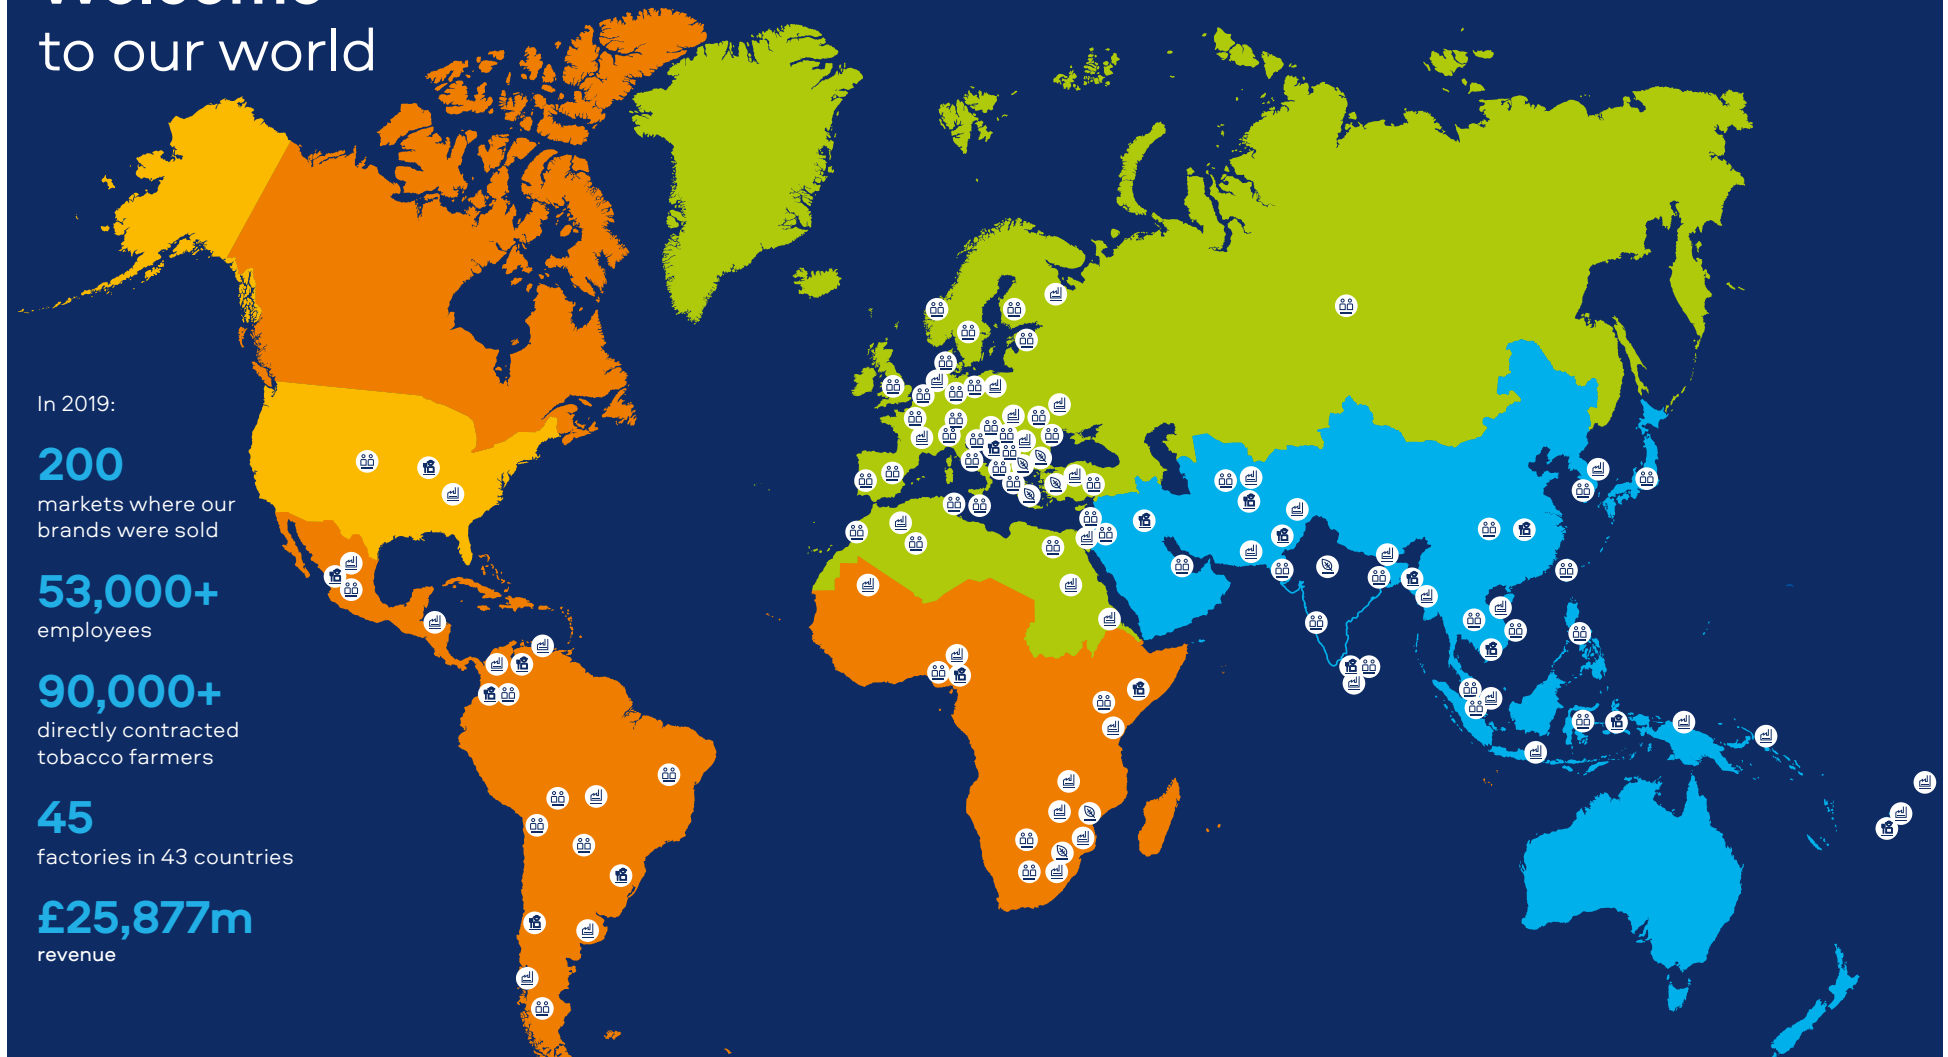 Welcome
to our world
In 2019:
200
markets where our
brands were sold
53,000+
employees
90,000+
directly contracted
tobacco farmers
45
factories in 43 countries
£25,877m
revenue